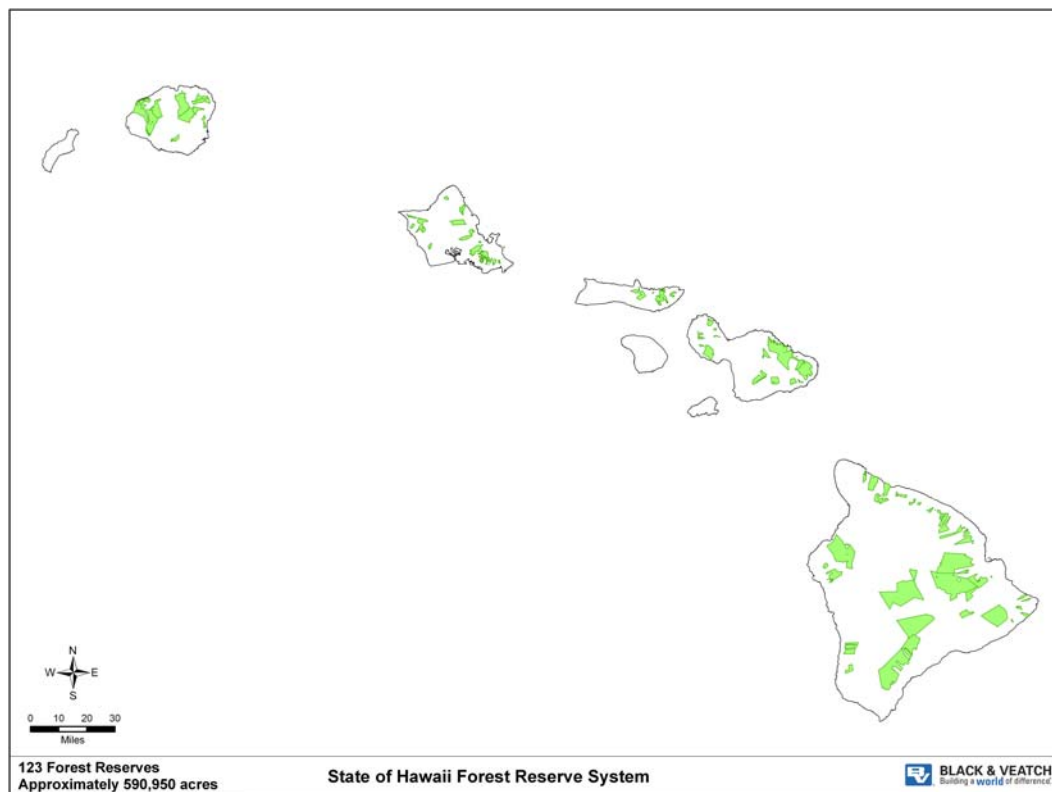 N
W E
S
0 10 20 30
Miles
123 Forest Reserves
Approximately 590,950 acres
State of Hawaii Forest Reserve System
BV
BLACK & VEATCH
Building a world of difference.